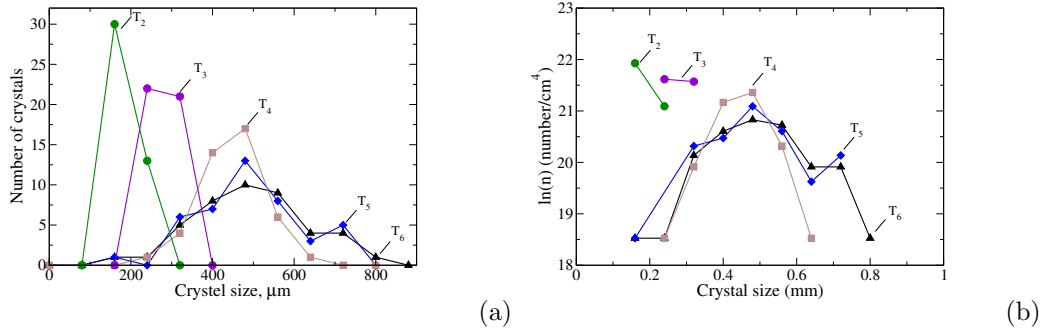 30
25
20
15
10
5
0
Number of crystals
0 200 400 600 800
Crystel size, μm
T2
T3
T4
T5
T6
(a)
23
22
21
20
19
18
ln(n) (number/cm^4)
0 0.2 0.4 0.6 0.8 1
Crystal size (mm)
T2
T3
T4
T5
T6
(b)